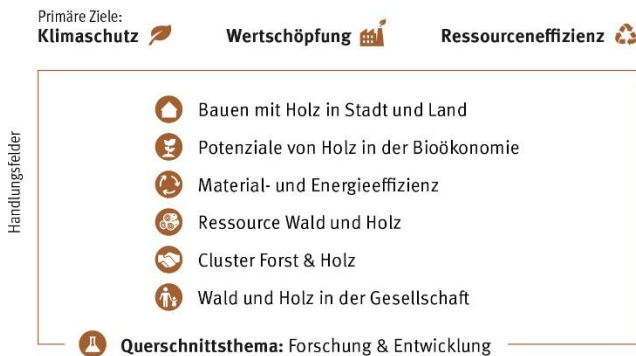 Primäre Ziele:
Klimaschutz Wertschöpfung Ressourceneffizienz
Handlungsfelder
Bauen mit Holz in Stadt und Land
Potenziale von Holz in der Bioökonomie
Material- und Energieeffizienz
Ressource Wald und Holz
Cluster Forst & Holz
Wald und Holz in der Gesellschaft
Querschnittsthema: Forschung & Entwicklung